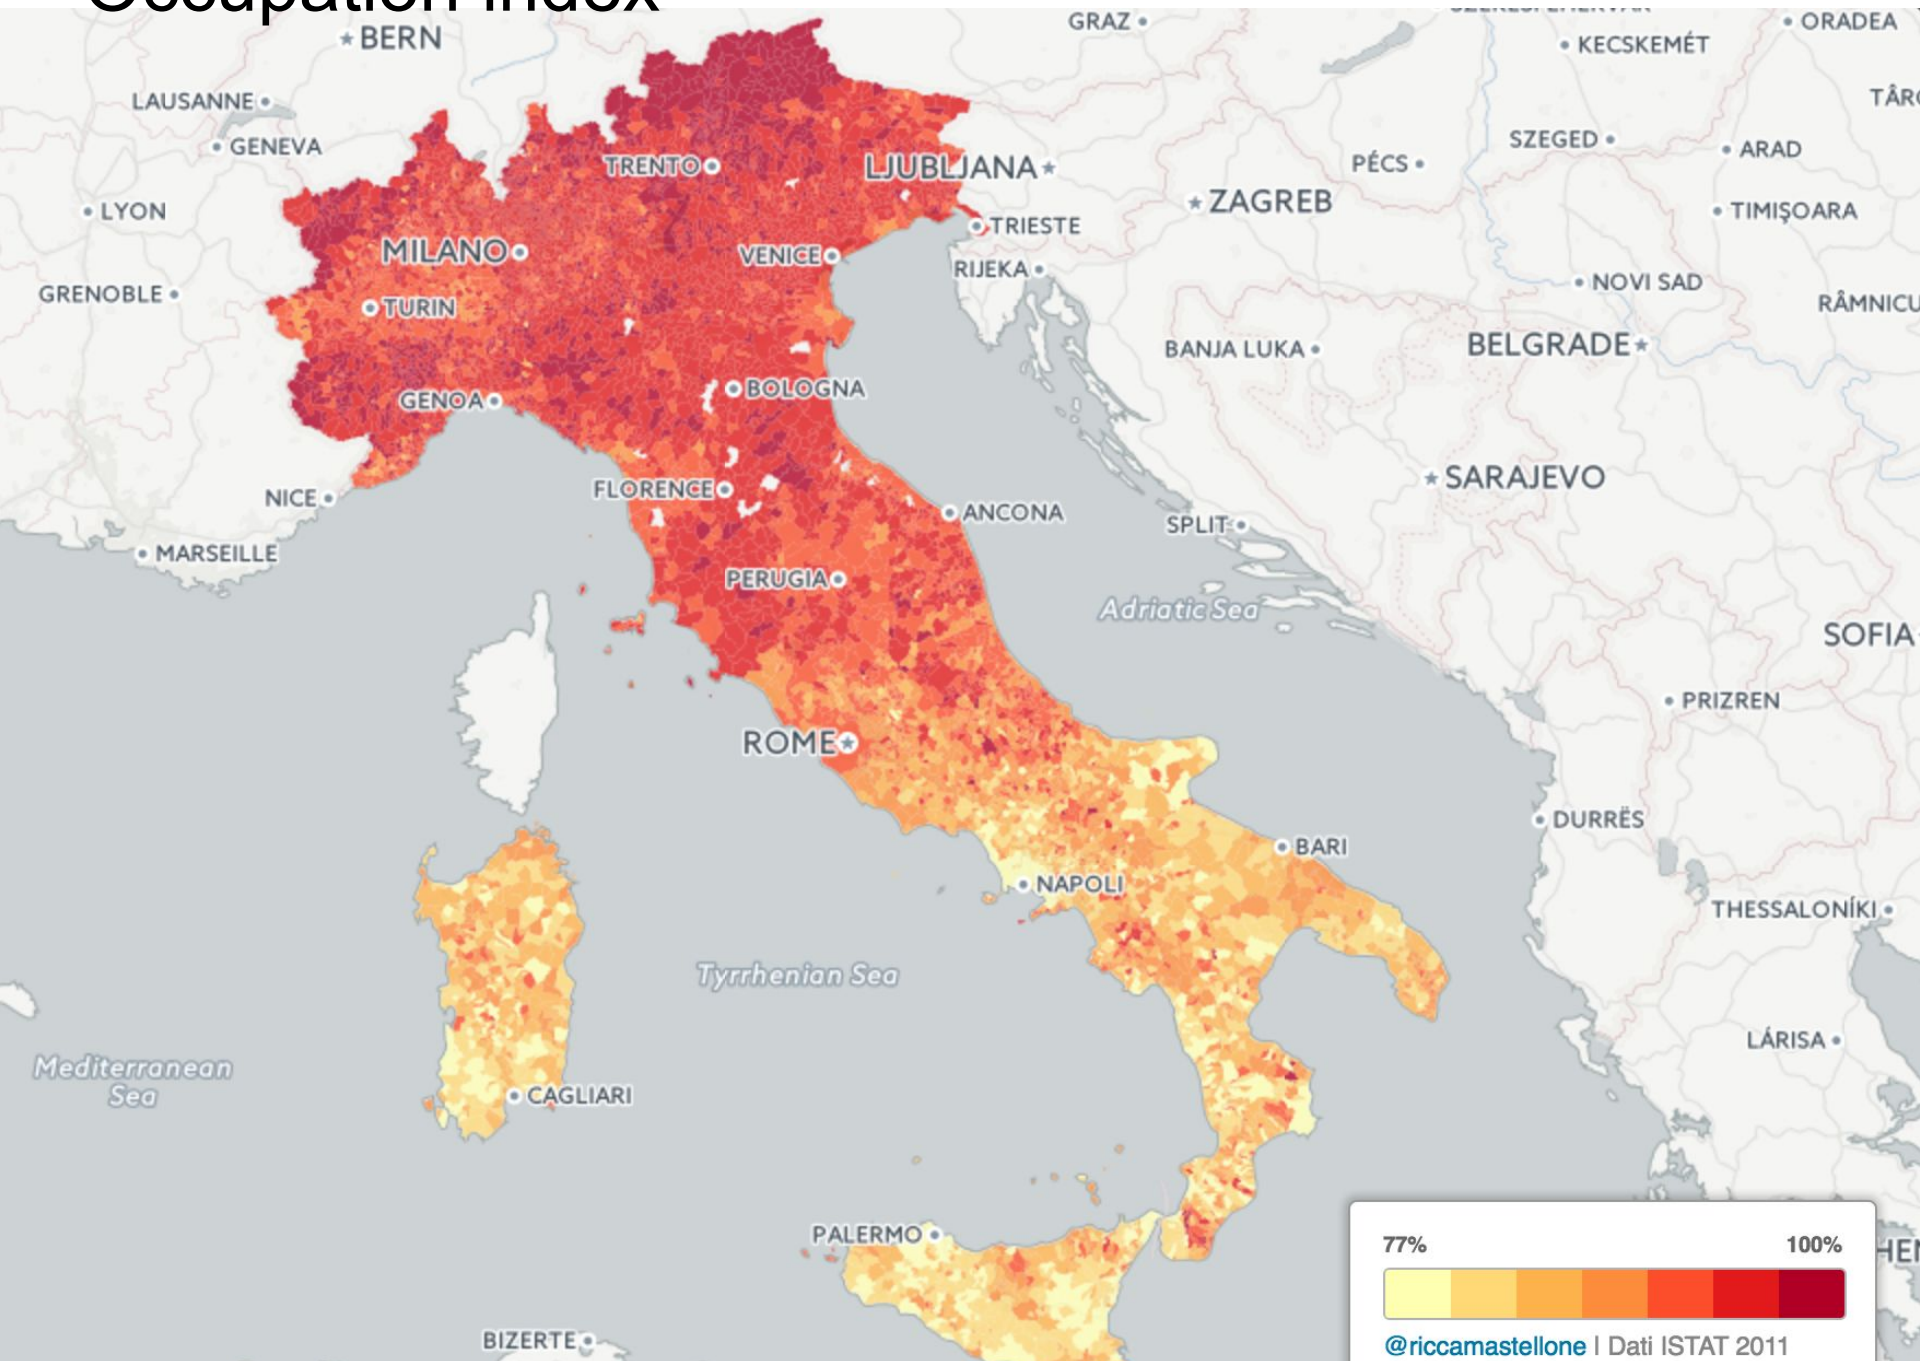 Occupation Index
GRAZ
ORADEA
BERN
KECSKEMÉT
LAUSANNE
GENEVA
SZEGED
ARAD
PÉCS
TRENTO
LJUBLJANA
LYON
ZAGREB
TIMIŞOARA
TRIESTE
MILANO
VENICE
RIJEKA
GRENOBLE
NOVI SAD
TURIN
BANJA LUKA
BELGRADE
BOLOGNA
GENOA
SARAJEVO
NICE
FLORENCE
ANCONA
SPLIT
MARSEILLE
PERUGIA
Adriatic Sea
SOFIA
PRIZREN
ROME
DURRËS
BARI
NAPOLI
THESSALONÍKI
Tyrrhenian Sea
LÁRISA
Mediterranean
Sea
CAGLIARI
PALERMO
77%
100%
BIZERTE
@riccamastellone | Dati ISTAT 2011